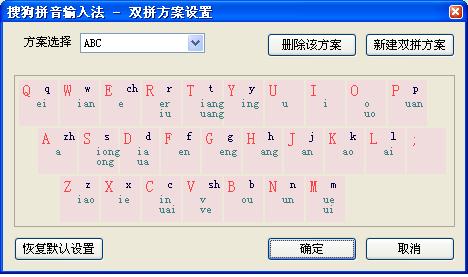 搜狗拼音输入法 - 双拼方案设置
方案选择 ABC 删除该方案 新建双拼方案
Q q W w E ch R r T t Y y U I O P p
ei ian e er iang ing u i o uan
iu uang uo
A zh S s D d F f G g H h J j K k L l ;
a iong ia en eng ang an ao ai
ong ua
Z z X x C c V sh B b N n M m
iao ie in v ou un ue
uai ve ui
恢复默认设置 确定 取消